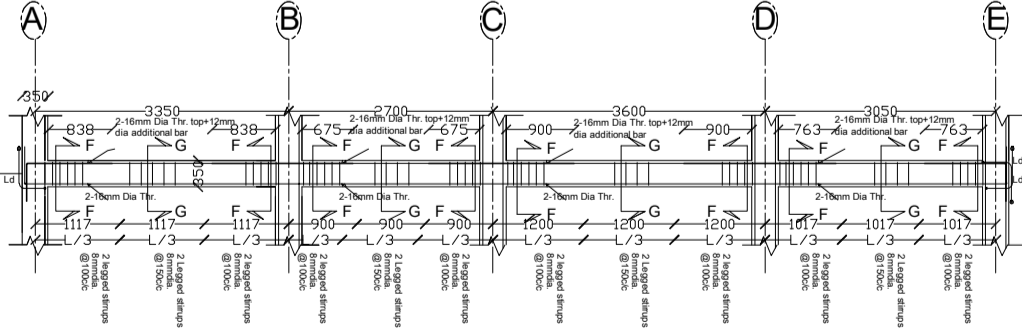 A B C D E
350
3350 2700 3600 3050
2-16mm Dia Thr. top+12mm
dia additional bar
2-16mm Dia Thr. top+12mm
dia additional bar
2-16mm Dia Thr. top+12mm
dia additional bar
2-16mm Dia Thr. top+12mm
dia additional bar
838 838 675 675 900 900 763 763
F G F F G F F G F F G F
350
Ld Ld
Ld
2-16mm Dia Thr. 2-16mm Dia Thr. 2-16mm Dia Thr. 2-16mm Dia Thr.
F G F F G F F G F F G F
1117 1117 1117 900 900 900 1200 1200 1200 1017 1017 1017
L/3 L/3 L/3 L/3 L/3 L/3 L/3 L/3 L/3 L/3 L/3 L/3
2 legged stirrups
8mmdia.
@100c/c
2 Legged stirrups
8mmdia.
@150c/c
2 legged stirrups
8mmdia.
@100c/c
2 legged stirrups
8mmdia.
@100c/c
2 Legged stirrups
8mmdia.
@150c/c
2 legged stirrups
8mmdia.
@100c/c
2 legged stirrups
8mmdia.
@100c/c
2 Legged stirrups
8mmdia.
@150c/c
2 legged stirrups
8mmdia.
@100c/c
2 legged stirrups
8mmdia.
@100c/c
2 Legged stirrups
8mmdia.
@150c/c
2 legged stirrups
8mmdia.
@100c/c